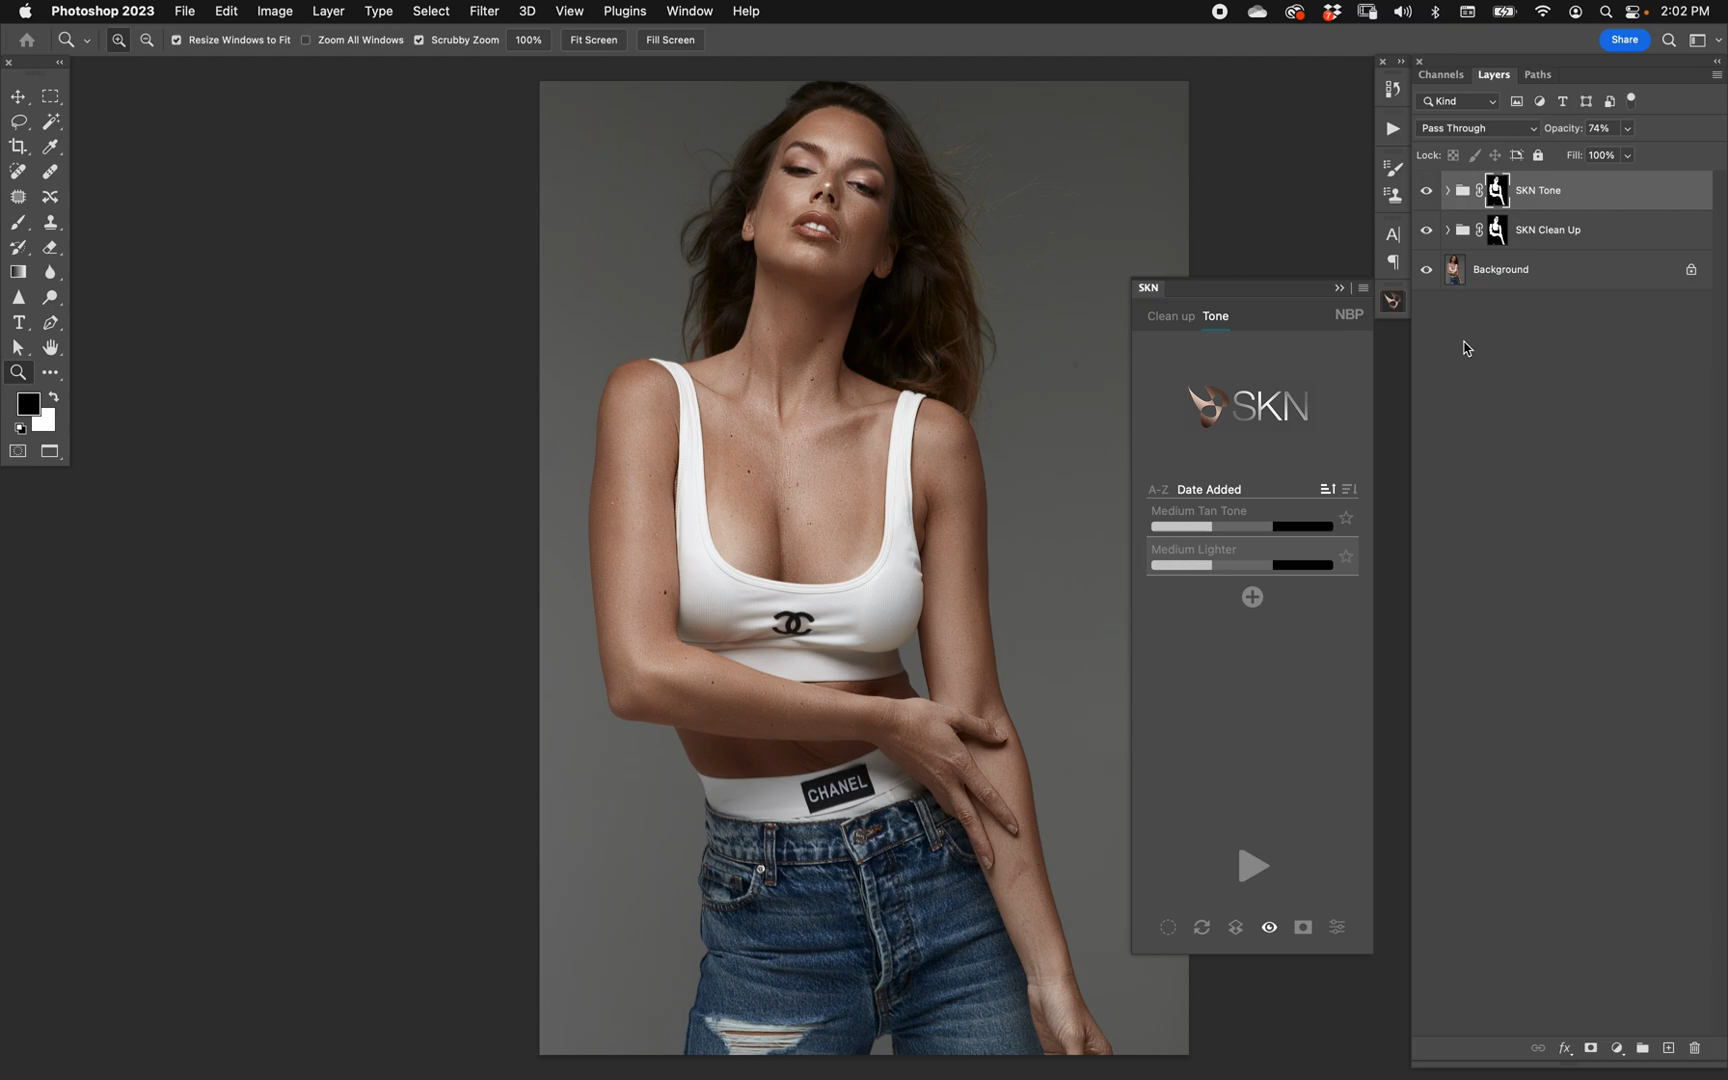 Photoshop 2023 File Edit Image Layer Type Select Filter 3D View Plugins Window Help 2:02 PM
Resize Windows to Fit Zoom All Windows Scrubby Zoom 100% Fit Screen Fill Screen Share
Channels Layers Paths
Kind
Pass Through Opacity: 74%
Lock: Fill: 100%
SKN Tone
SKN Clean Up
Background
SKN
Clean up Tone NBP
SKN
A-Z Date Added
Medium Tan Tone
Medium Lighter
CHANEL